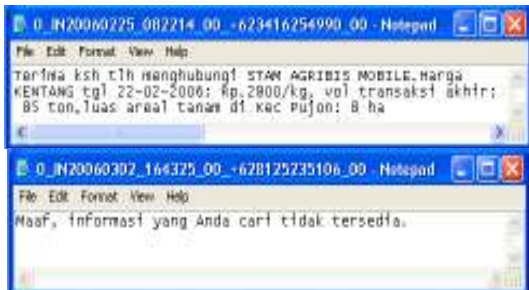 0_IN20060225_082214_00_+623416254990_00 - Notepad
File Edit Format View Help
Terima ksh tlh menghubungi STAM AGRIBIS MOBILE.Harga
KENTANG tgl 22-02-2006: Rp.2800/kg, vol transaksi akhir:
85 ton,luas areal tanam di Kec Pujon: 8 ha
0_IN20060302_164325_00_+628125235106_00 - Notepad
File Edit Format View Help
Maaf, informasi yang Anda cari tidak tersedia.